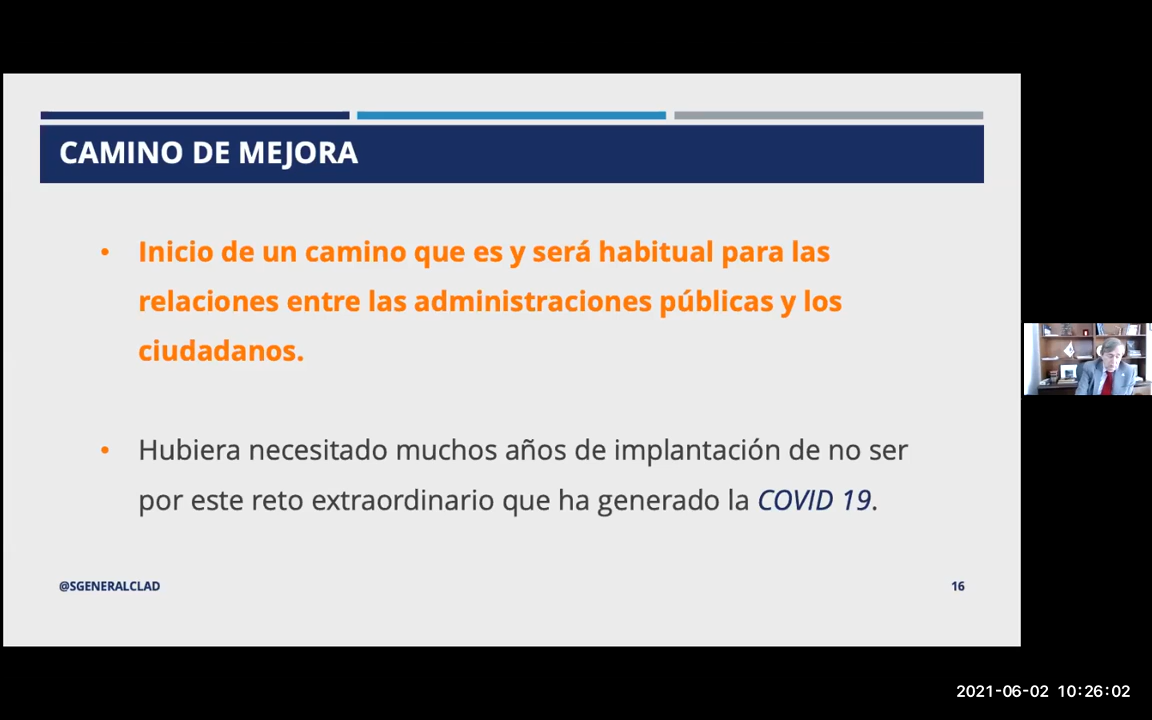 CAMINO DE MEJORA
• Inicio de un camino que es y será habitual para las
relaciones entre las administraciones públicas y los
ciudadanos.
• Hubiera necesitado muchos años de implantación de no ser
por este reto extraordinario que ha generado la COVID 19.
@SGENERALCLAD
16
2021-06-02 10:26:02